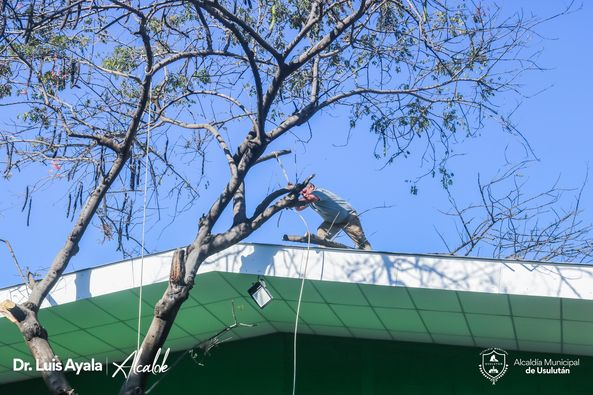 Dr. Luis Ayala | Alcalde
Alcaldía Municipal
de Usulután